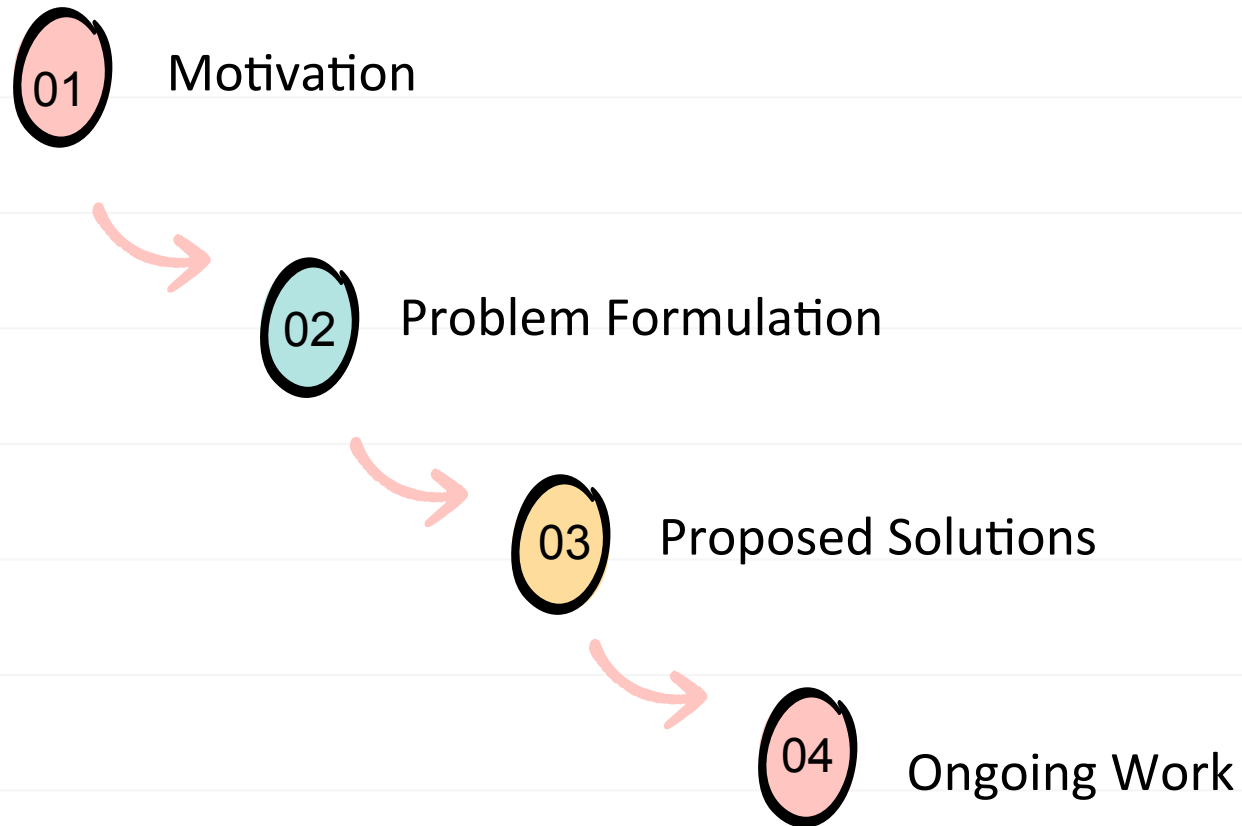 01 Motivation
02 Problem Formulation
03 Proposed Solutions
04 Ongoing Work